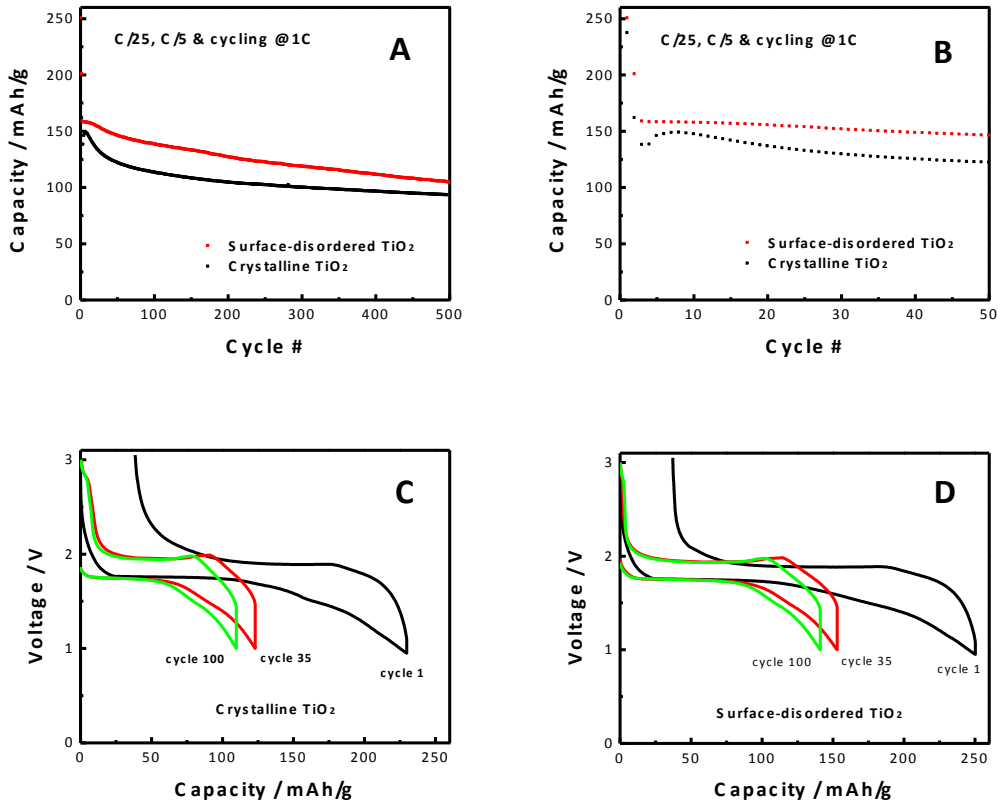 C/25, C/5 & cycling @1C
A
250
200
150
100
50
0
Capacity / mAh/g
Surface-disordered TiO₂
Crystalline TiO₂
0 100 200 300 400 500
Cycle #
C/25, C/5 & cycling @1C
B
250
200
150
100
50
0
Capacity / mAh/g
Surface-disordered TiO₂
Crystalline TiO₂
0 10 20 30 40 50
Cycle #
C
3
2
1
0
Voltage / V
cycle 100
cycle 35
cycle 1
Crystalline TiO₂
0 50 100 150 200 250
Capacity / mAh/g
D
3
2
1
0
Voltage / V
cycle 100
cycle 35
cycle 1
Surface-disordered TiO₂
0 50 100 150 200 250
Capacity / mAh/g